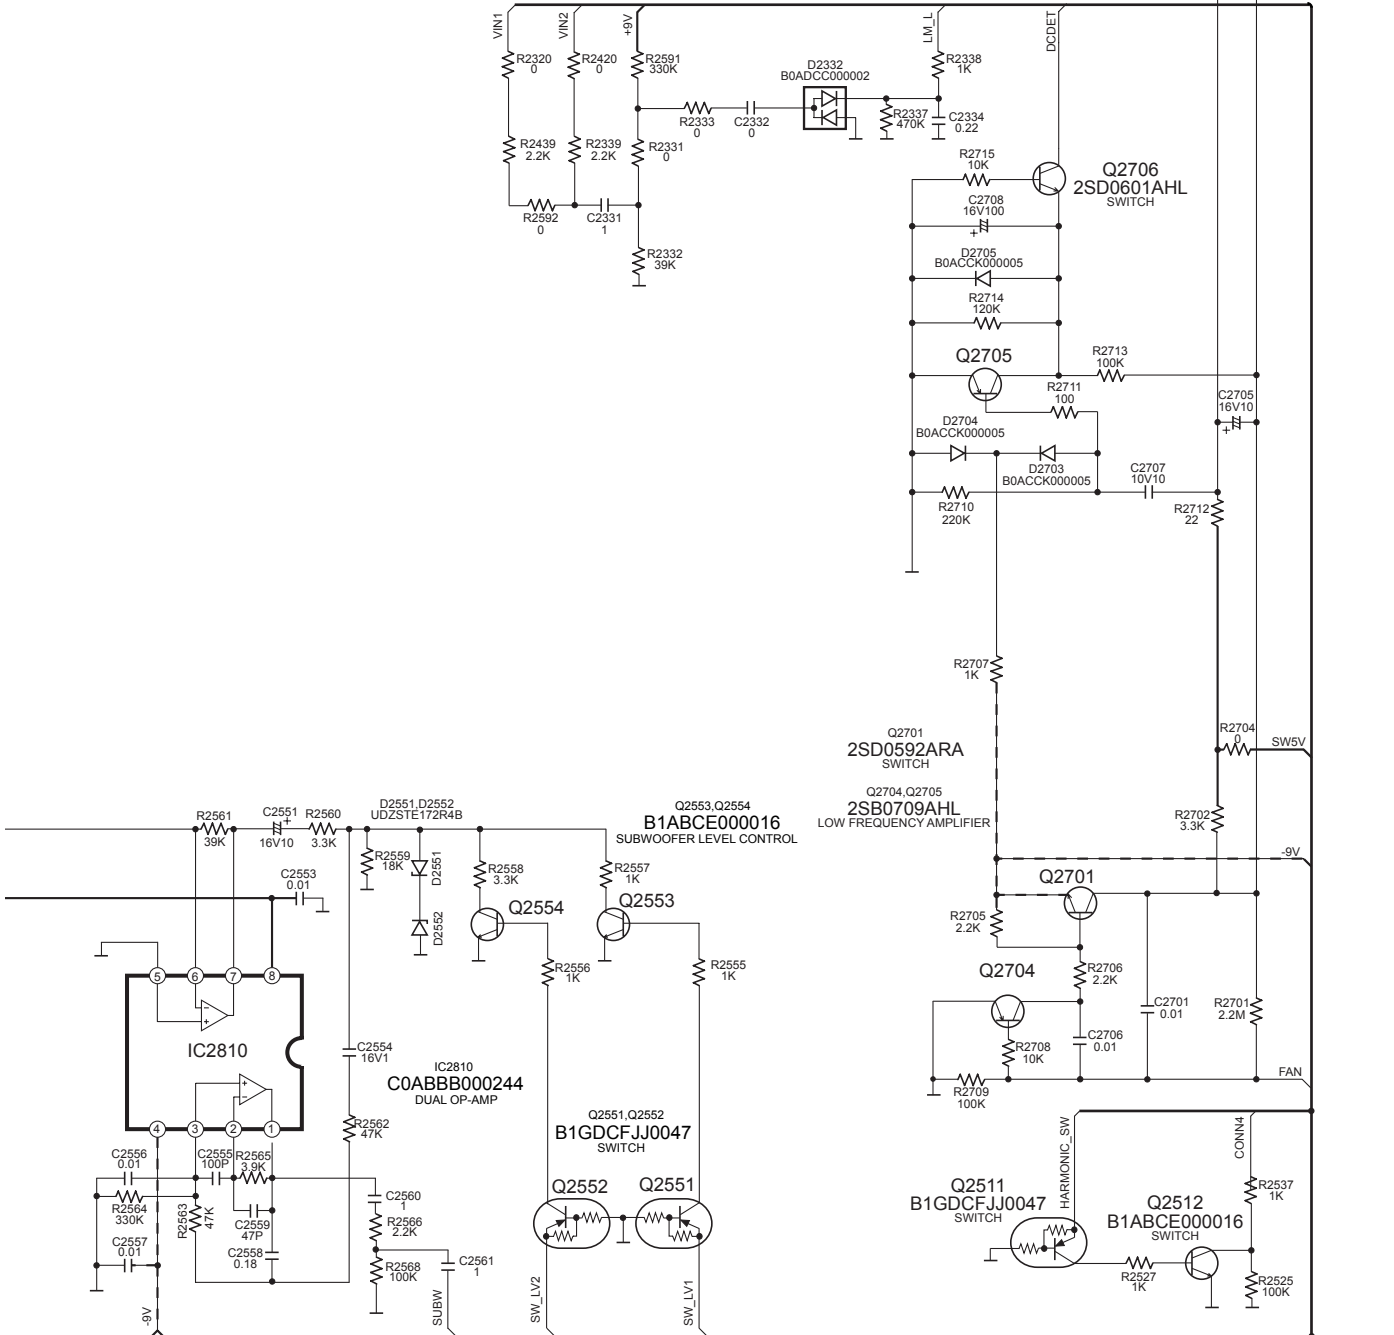 VIN1
VIN2
+9V
LM_L
DCDET
R2320
0
R2420
0
R2591
330K
R2338
1K
D2332
B0ADCC000002
R2333
0
C2332
0
R2337
470K
C2334
0.22
R2439
2.2K
R2339
2.2K
R2331
0
R2715
10K
Q2706
2SD0601AHL
SWITCH
R2592
0
C2331
1
C2708
16V100
+
R2332
39K
D2705
B0ACCK000005
R2714
120K
Q2705
R2713
100K
R2711
100
C2705
16V10
+
D2704
B0ACCK000005
D2703
B0ACCK000005
C2707
10V10
R2710
220K
R2712
22
R2707
1K
Q2701
2SD0592ARA
SWITCH
R2704
0
SW5V
Q2704,Q2705
2SB0709AHL
LOW FREQUENCY AMPLIFIER
R2702
3.3K
-9V
R2561
39K
C2551
+
16V10
R2560
3.3K
D2551,D2552
UDZSTE172R4B
Q2553,Q2554
B1ABCE000016
SUBWOOFER LEVEL CONTROL
R2559
18K
D2551
R2558
3.3K
R2557
1K
C2553
0.01
D2552
Q2554
Q2553
Q2701
R2705
2.2K
R2556
1K
R2555
1K
Q2704
R2706
2.2K
5
6
7
8
-
+
IC2810
C2701
0.01
R2701
2.2M
R2708
10K
C2706
0.01
C2554
16V1
IC2810
C0ABBB000244
DUAL OP-AMP
+
-
R2709
100K
FAN
4
3
2
1
R2562
47K
Q2551,Q2552
B1GDCFJJ0047
SWITCH
HARMONIC_SW
CONN4
C2556
0.01
C2555
100P
R2565
3.9K
R2564
330K
R2563
47K
C2559
47P
C2560
1
R2566
2.2K
Q2552
Q2551
Q2511
B1GDCFJJ0047
SWITCH
Q2512
B1ABCE000016
SWITCH
R2537
1K
C2557
0.01
C2558
0.18
R2568
100K
C2561
1
R2527
1K
R2525
100K
-9V
SUBW
SW_LV2
SW_LV1